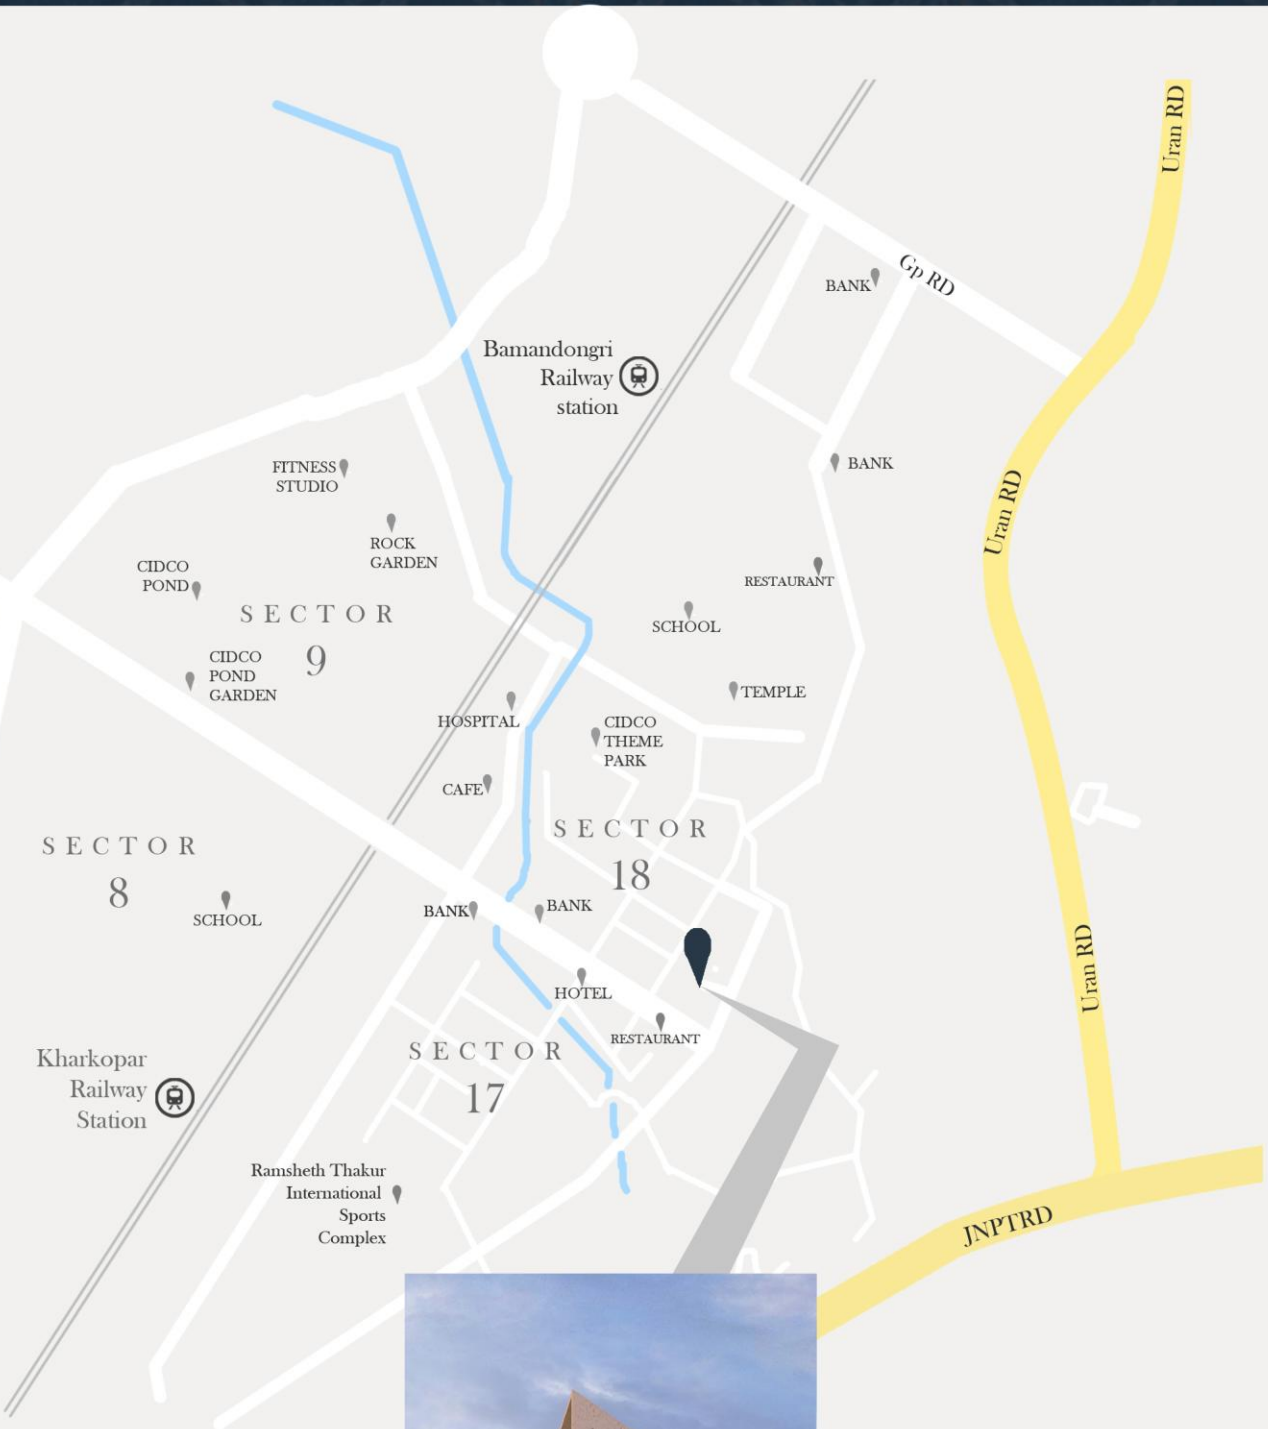 Uran RD
Gp RD
BANK
Bamandongri
Railway
station
FITNESS
STUDIO
BANK
Uran RD
ROCK
GARDEN
CIDCO
POND
RESTAURANT
SECTOR
9
SCHOOL
CIDCO
POND
GARDEN
TEMPLE
HOSPITAL
CIDCO
THEME
PARK
CAFE
SECTOR
18
SECTOR
8
SCHOOL
BANK
BANK
Uran RD
HOTEL
RESTAURANT
SECTOR
17
Kharkopar
Railway
Station
Ramsheth Thakur
International
Sports
Complex
JNPTRD